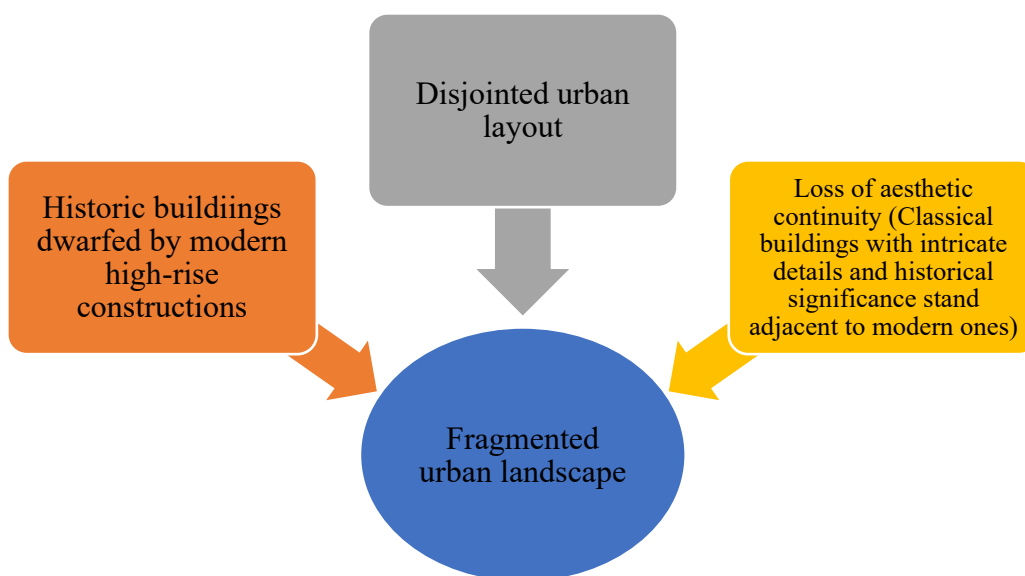 Disjointed urban
layout
Historic buildiings
dwarfed by modern
high-rise
constructions
Loss of aesthetic
continuity (Classical
buildings with intricate
details and historical
significance stand
adjacent to modern ones)
Fragmented
urban landscape